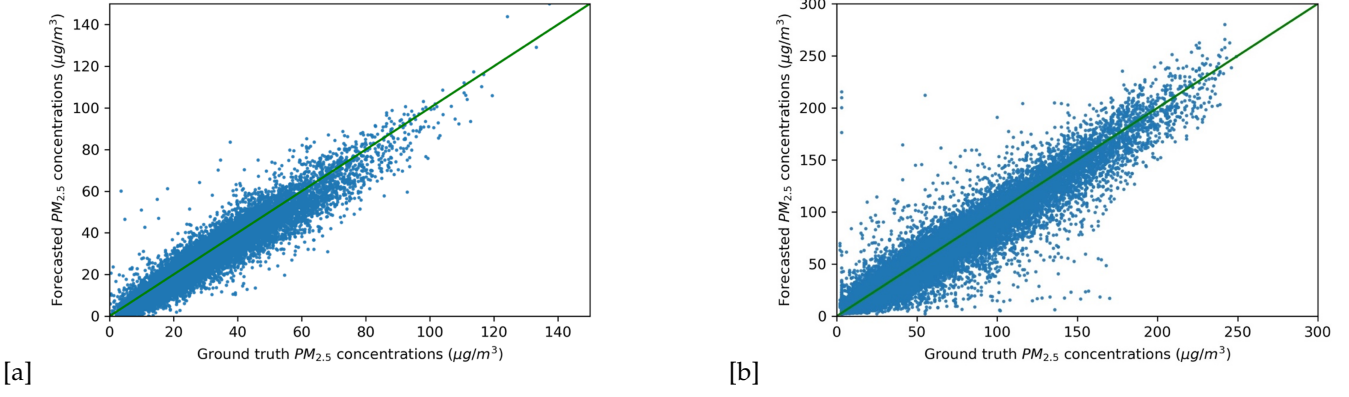 140
120
100
80
60
40
20
0
Forecasted PM2.5 concentrations (μg/m3)
0 20 40 60 80 100 120 140
Ground truth PM2.5 concentrations (μg/m3)
[a]
300
250
200
150
100
50
0
Forecasted PM2.5 concentrations (μg/m3)
0 50 100 150 200 250 300
Ground truth PM2.5 concentrations (μg/m3)
[b]